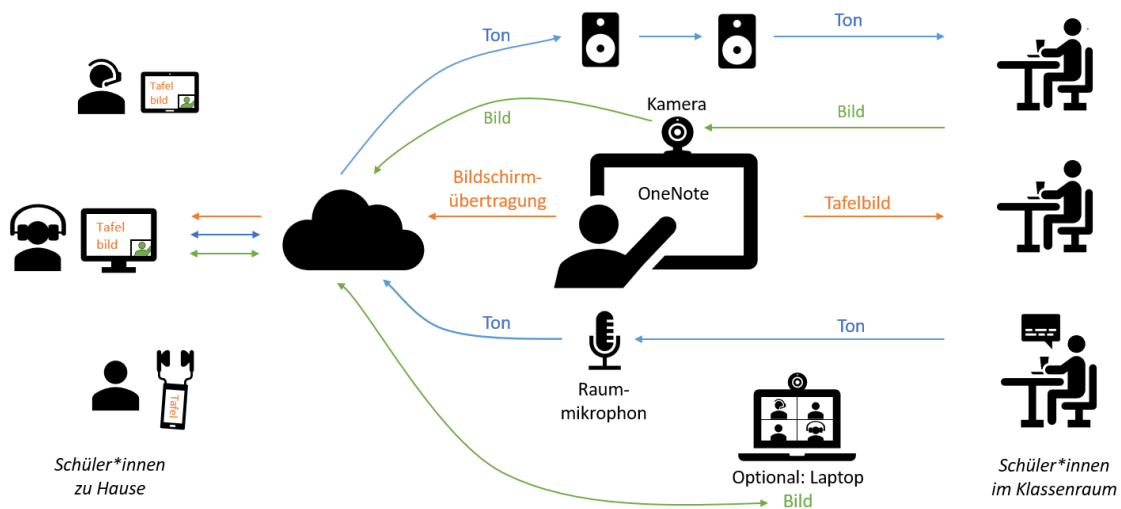 Ton
Ton
Tafel
bild
Kamera
Bild
Bild
Bildschirm-
übertragung
OneNote
Tafelbild
Tafel
bild
Ton
Ton
Raum-
mikrophon
Tafel
Optional: Laptop
Bild
Schüler*innen
zu Hause
Schüler*innen
im Klassenraum